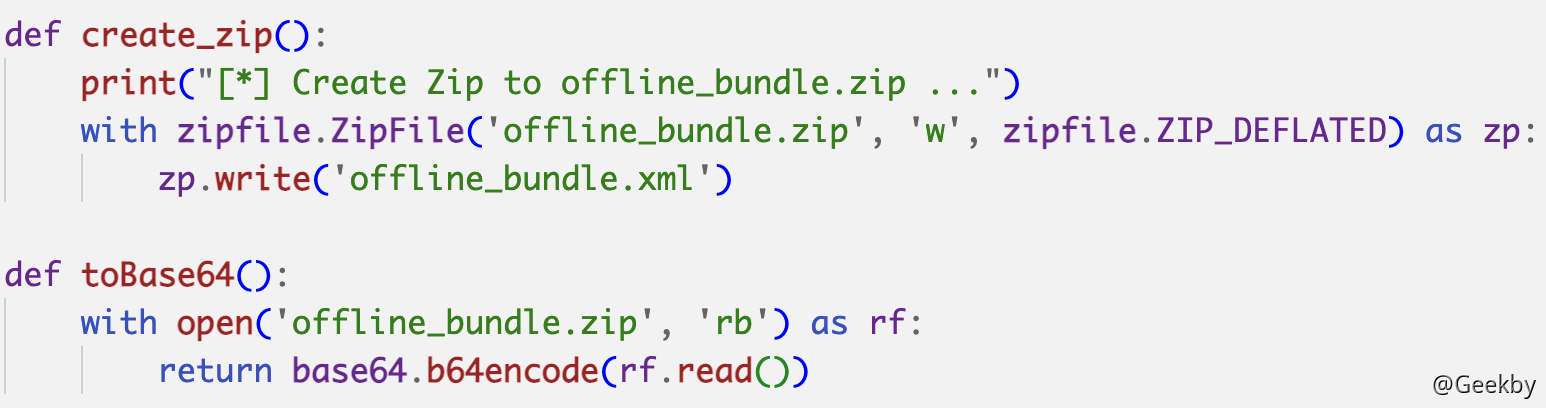 def create_zip():
    print("[*] Create Zip to offline_bundle.zip ...")
    with zipfile.ZipFile('offline_bundle.zip', 'w', zipfile.ZIP_DEFLATED) as zp:
        zp.write('offline_bundle.xml')

def toBase64():
    with open('offline_bundle.zip', 'rb') as rf:
        return base64.b64encode(rf.read())
@Geekby